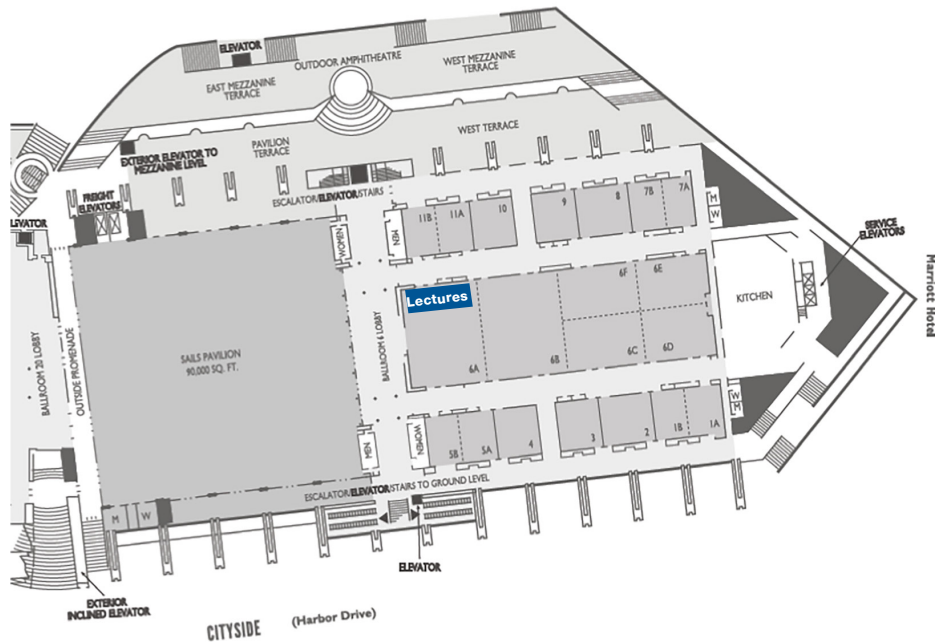 ELEVATOR
OUTDOOR AMPHITHEATRE
WEST MEZZANINE
TERRACE
EAST MEZZANINE
TERRACE
WEST TERRACE
PAVILION
TERRACE
EXTERIOR ELEVATOR TO
MEZZANINE LEVEL
FREIGHT
ELEVATORS
ESCALATOR/ELEVATOR/STAIRS
ELEVATOR
WOMEN
MEN
11B
11A
10
9
8
7B
7A
M
W
SERVICE
ELEVATORS
Marriott Hotel
KITCHEN
Lectures
6A
6B
6F
6E
6C
6D
BALLROOM 6 LOBBY
SAILS PAVILION
90,000 SQ. FT.
BALLROOM 20 LOBBY
OUTSIDE PROMENADE
W
M
MEN
WOMEN
5B
5A
4
3
2
1B
1A
ESCALATOR/ELEVATOR/STAIRS TO GROUND LEVEL
M
W
ELEVATOR
EXTERIOR
INCLINED ELEVATOR
CITYSIDE (Harbor Drive)